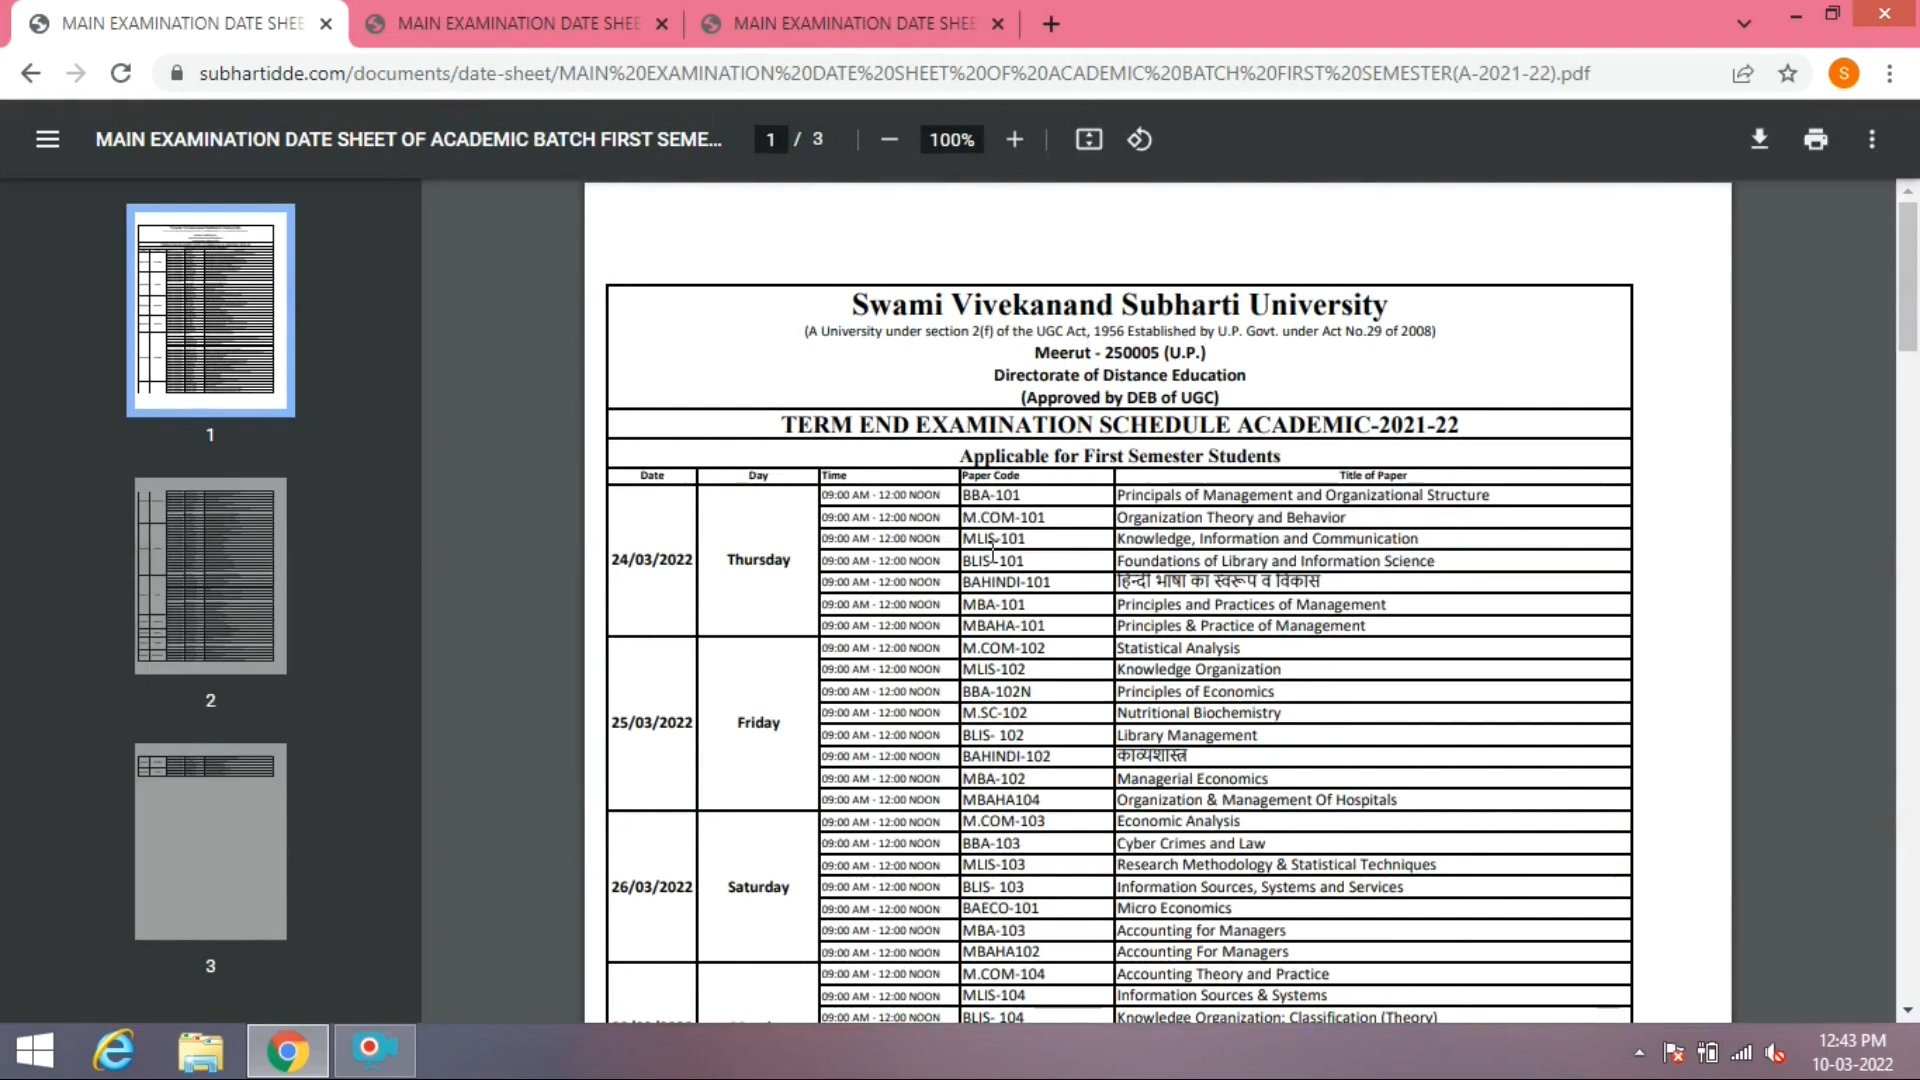 MAIN EXAMINATION DATE SHEE
MAIN EXAMINATION DATE SHEE
MAIN EXAMINATION DATE SHEE
subhartidde.com/documents/date-sheet/MAIN%20EXAMINATION%20DATE%20SHEET%20OF%20ACADEMIC%20BATCH%20FIRST%20SEMESTER(A-2021-22).pdf
S
MAIN EXAMINATION DATE SHEET OF ACADEMIC BATCH FIRST SEME...
1 / 3
100%
1
2
3
Swami Vivekanand Subharti University
(A University under section 2(f) of the UGC Act, 1956 Established by U.P. Govt. under Act No.29 of 2008)
Meerut - 250005 (U.P.)
Directorate of Distance Education
(Approved by DEB of UGC)
TERM END EXAMINATION SCHEDULE ACADEMIC-2021-22
Applicable for First Semester Students
Date Day Time Paper Code Title of Paper
09:00 AM - 12:00 NOON BBA-101 Principals of Management and Organizational Structure
09:00 AM - 12:00 NOON M.COM-101 Organization Theory and Behavior
09:00 AM - 12:00 NOON MLIS-101 Knowledge, Information and Communication
24/03/2022 Thursday 09:00 AM - 12:00 NOON BLIS-101 Foundations of Library and Information Science
09:00 AM - 12:00 NOON BAHINDI-101 हिन्दी भाषा का स्वरूप व विकास
09:00 AM - 12:00 NOON MBA-101 Principles and Practices of Management
09:00 AM - 12:00 NOON MBAHA-101 Principles & Practice of Management
09:00 AM - 12:00 NOON M.COM-102 Statistical Analysis
09:00 AM - 12:00 NOON MLIS-102 Knowledge Organization
09:00 AM - 12:00 NOON BBA-102N Principles of Economics
25/03/2022 Friday 09:00 AM - 12:00 NOON M.SC-102 Nutritional Biochemistry
09:00 AM - 12:00 NOON BLIS- 102 Library Management
09:00 AM - 12:00 NOON BAHINDI-102 काव्यशास्त्र
09:00 AM - 12:00 NOON MBA-102 Managerial Economics
09:00 AM - 12:00 NOON MBAHA104 Organization & Management Of Hospitals
09:00 AM - 12:00 NOON M.COM-103 Economic Analysis
09:00 AM - 12:00 NOON BBA-103 Cyber Crimes and Law
09:00 AM - 12:00 NOON MLIS-103 Research Methodology & Statistical Techniques
26/03/2022 Saturday 09:00 AM - 12:00 NOON BLIS- 103 Information Sources, Systems and Services
09:00 AM - 12:00 NOON BAECO-101 Micro Economics
09:00 AM - 12:00 NOON MBA-103 Accounting for Managers
09:00 AM - 12:00 NOON MBAHA102 Accounting For Managers
09:00 AM - 12:00 NOON M.COM-104 Accounting Theory and Practice
09:00 AM - 12:00 NOON MLIS-104 Information Sources & Systems
09:00 AM - 12:00 NOON BLIS- 104 Knowledge Organization: Classification (Theory)
12:43 PM
10-03-2022